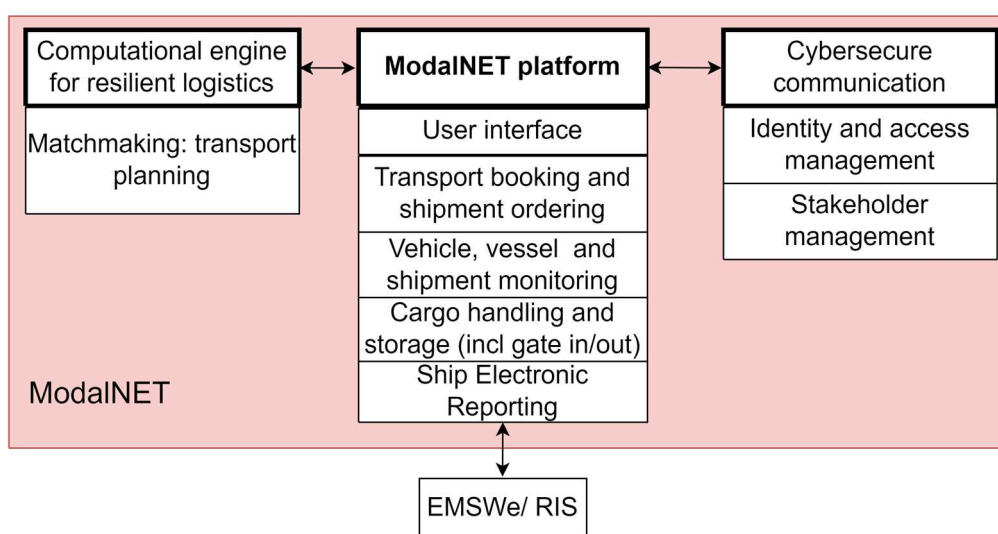 Computational engine
for resilient logistics
Matchmaking: transport
planning
ModalNET platform
User interface
Transport booking and
shipment ordering
Vehicle, vessel and
shipment monitoring
Cargo handling and
storage (incl gate in/out)
Ship Electronic
Reporting
Cybersecure
communication
Identity and access
management
Stakeholder
management
ModalNET
EMSWe/ RIS